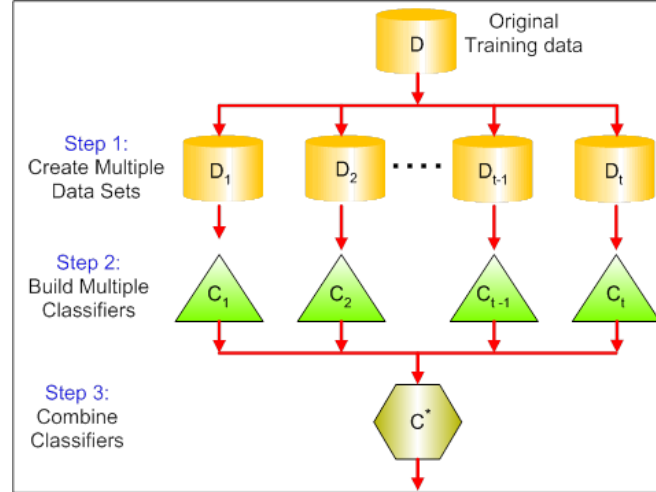 Original
Training data
D
Step 1:
Create Multiple
Data Sets
D1
D2
....
Dt-1
Dt
Step 2:
Build Multiple
Classifiers
C1
C2
Ct-1
Ct
Step 3:
Combine
Classifiers
C*